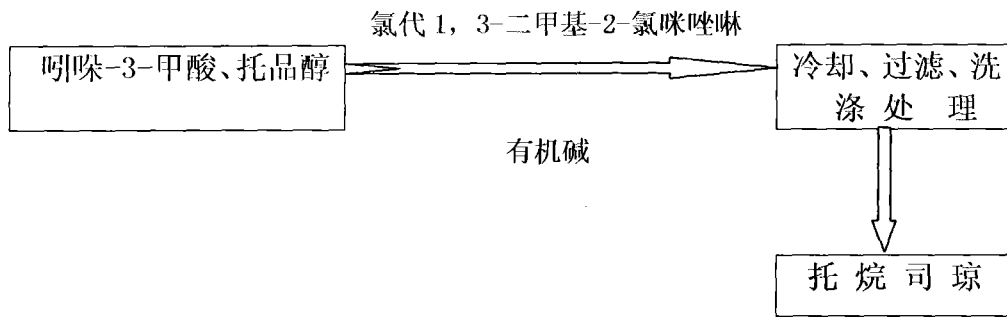 氯代1，3-二甲基-2-氯咪唑啉
吲哚-3-甲酸、托品醇
冷却、过滤、洗
涤处 理
有机碱
托烷司琼